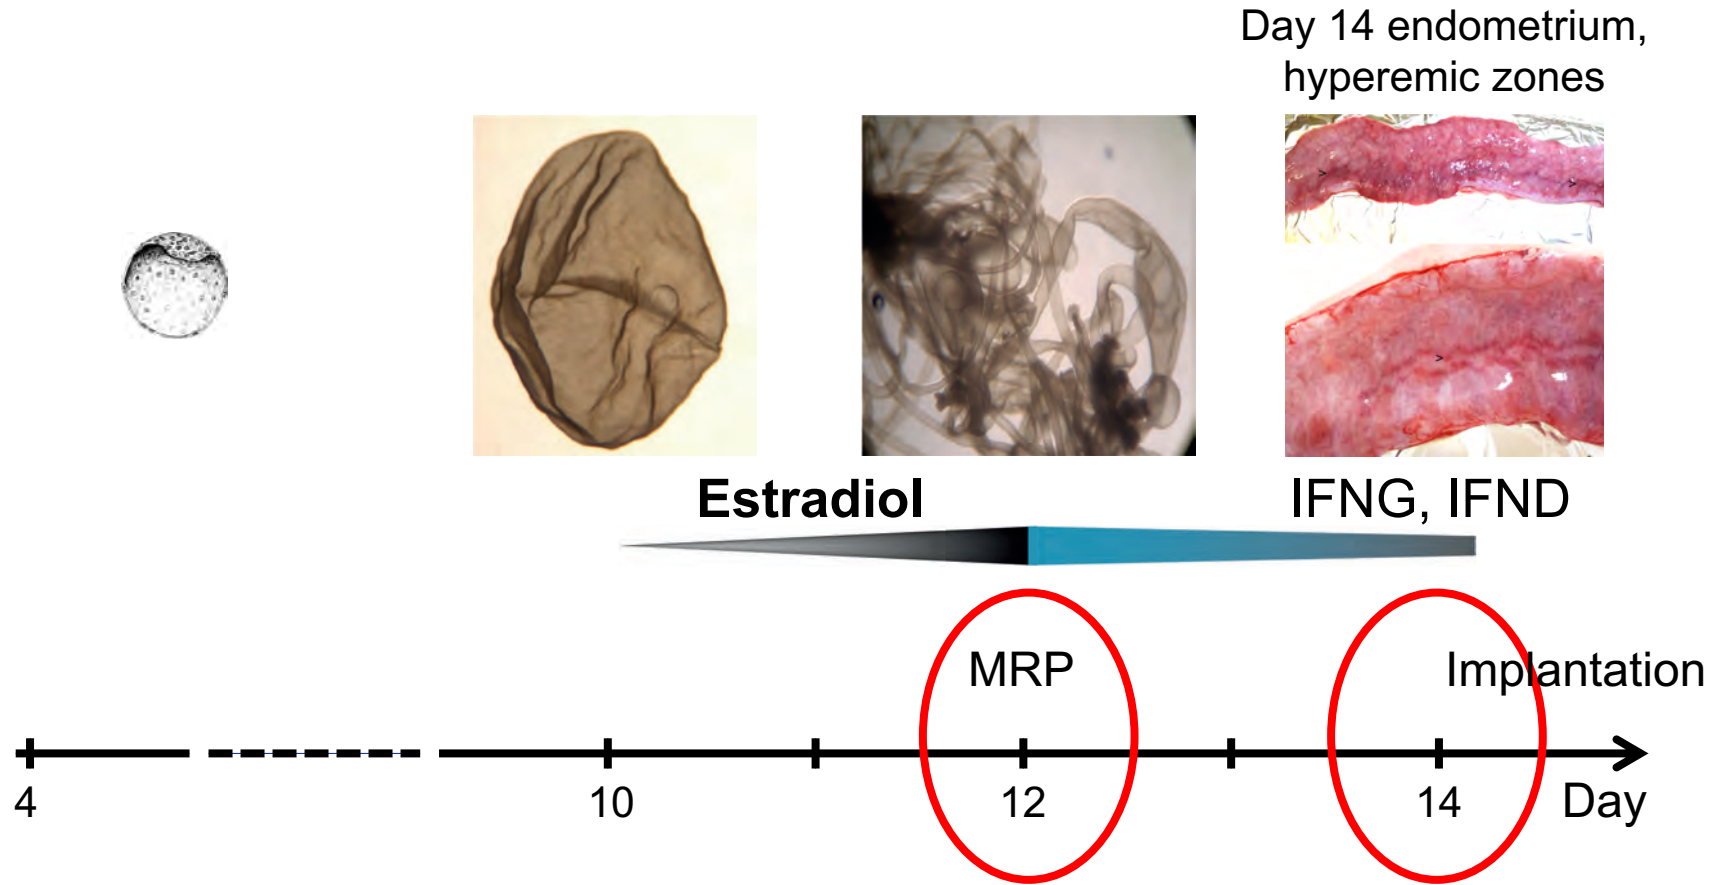 Day 14 endometrium,
hyperemic zones
Estradiol
IFNG, IFND
MRP
Implantation
4
10
12
14
Day